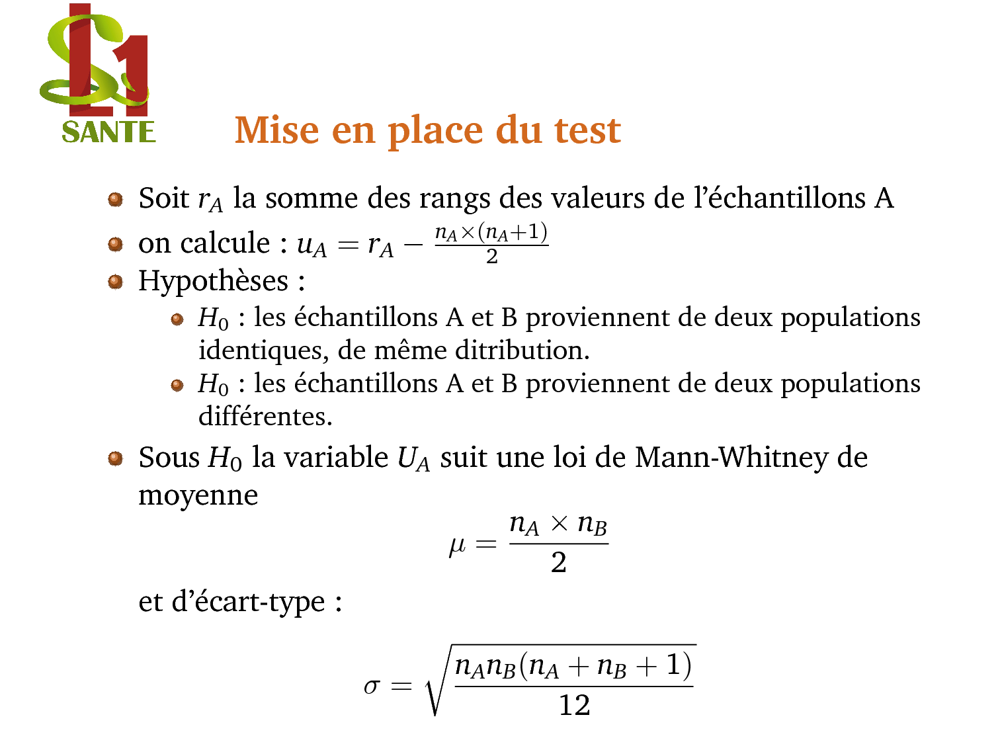 L1
SANTE
Mise en place du test
Soit r_A la somme des rangs des valeurs de l’échantillons A
on calcule : u_A = r_A − \frac{n_A×(n_A+1)}{2}
Hypothèses :
H_0 : les échantillons A et B proviennent de deux populations
identiques, de même ditribution.
H_0 : les échantillons A et B proviennent de deux populations
différentes.
Sous H_0 la variable U_A suit une loi de Mann-Whitney de
moyenne
μ = \frac{n_A × n_B}{2}
et d’écart-type :
σ = \sqrt{\frac{n_A n_B(n_A + n_B + 1)}{12}}